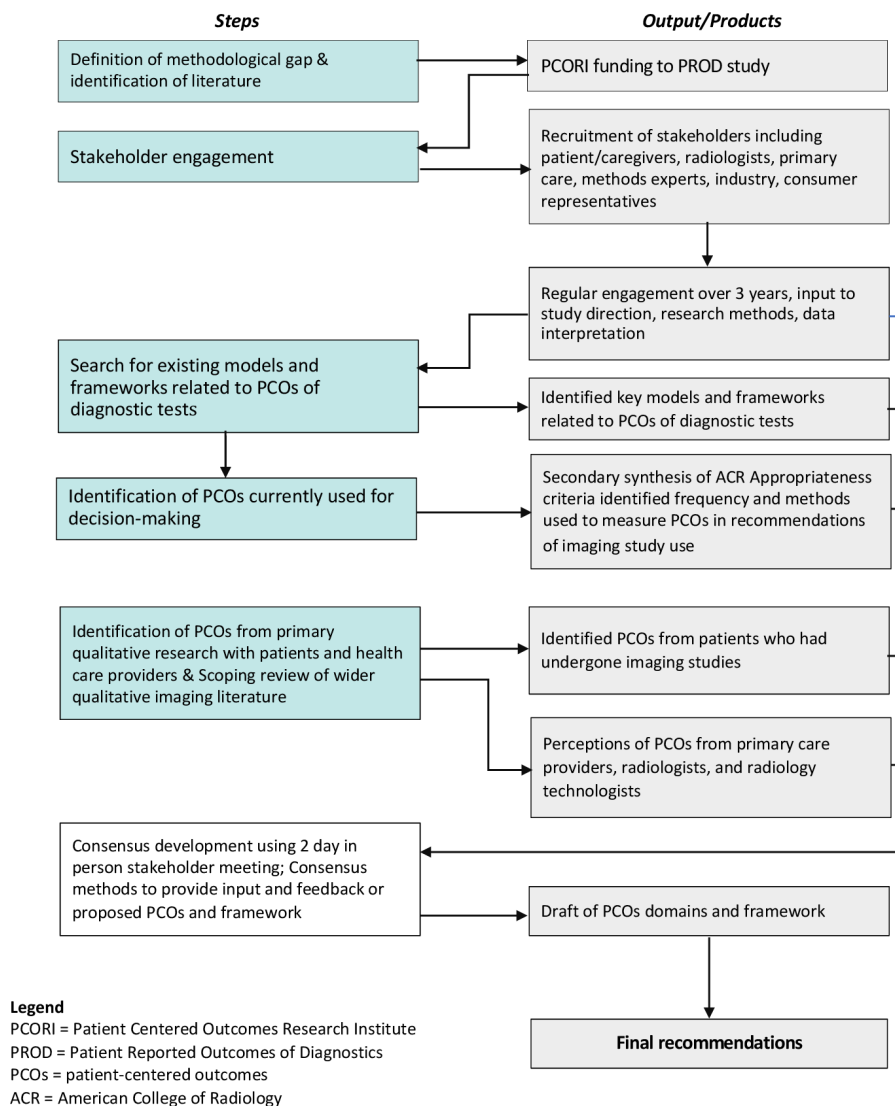 Steps
Output/Products
Definition of methodological gap &
identification of literature
PCORI funding to PROD study
Stakeholder engagement
Recruitment of stakeholders including
patient/caregivers, radiologists, primary
care, methods experts, industry, consumer
representatives
Regular engagement over 3 years, input to
study direction, research methods, data
interpretation
Search for existing models and
frameworks related to PCOs of
diagnostic tests
Identified key models and frameworks
related to PCOs of diagnostic tests
Identification of PCOs currently used for
decision-making
Secondary synthesis of ACR Appropriateness
criteria identified frequency and methods
used to measure PCOs in recommendations
of imaging study use
Identification of PCOs from primary
qualitative research with patients and health
care providers & Scoping review of wider
qualitative imaging literature
Identified PCOs from patients who had
undergone imaging studies
Perceptions of PCOs from primary care
providers, radiologists, and radiology
technologists
Consensus development using 2 day in
person stakeholder meeting; Consensus
methods to provide input and feedback or
proposed PCOs and framework
Draft of PCOs domains and framework
Final recommendations
Legend
PCORI = Patient Centered Outcomes Research Institute
PROD = Patient Reported Outcomes of Diagnostics
PCOs = patient-centered outcomes
ACR = American College of Radiology